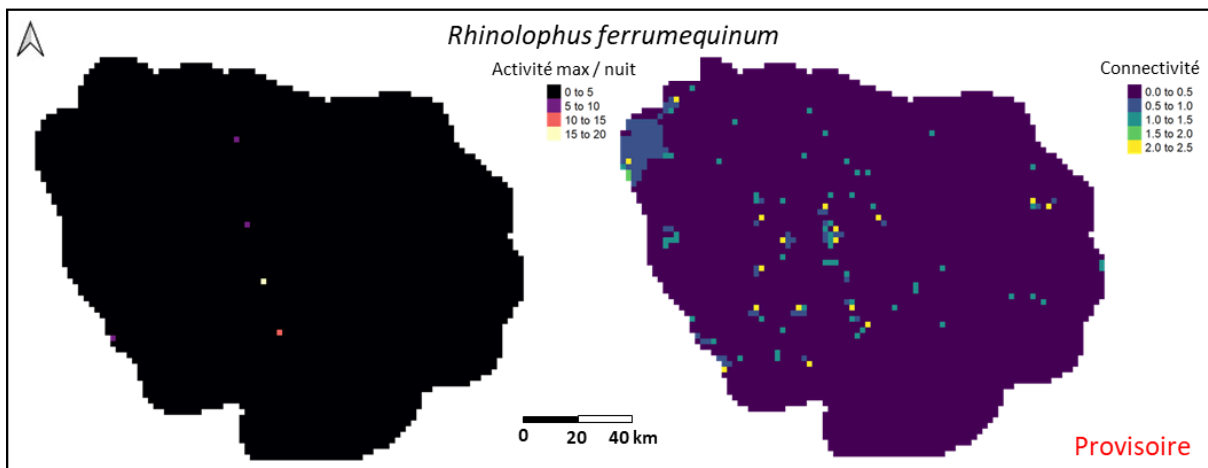 Rhinolophus ferrumequinum
Activité max / nuit
0 to 5
5 to 10
10 to 15
15 to 20
Connectivité
0.0 to 0.5
0.5 to 1.0
1.0 to 1.5
1.5 to 2.0
2.0 to 2.5
0 20 40 km
Provisoire